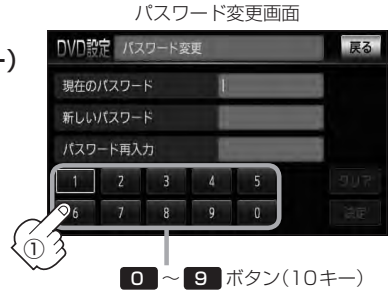 パスワード変更画面
DVD設定 パスワード変更 戻る
ー)
現在のパスワード
新しいパスワード
パスワード再入力
1 2 3 4 5 クリア
6 7 8 9 0 決定
①
0 ～ 9 ボタン(10キー)